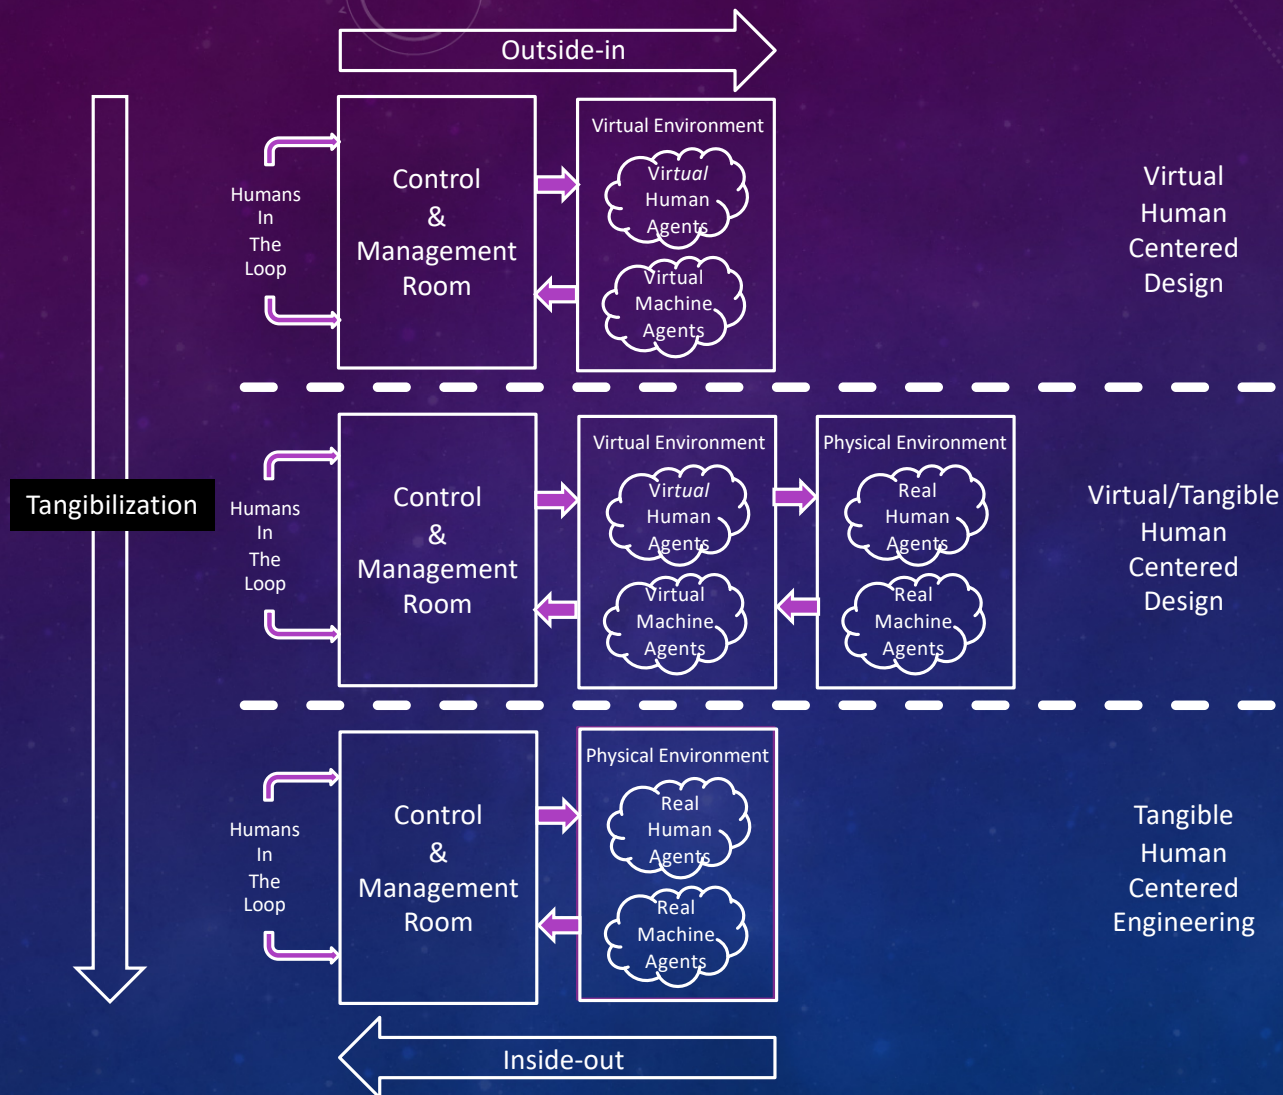 Outside-in
Humans
In
The
Loop
Control
&
Management
Room
Virtual Environment
Virtual
Human
Agents
Virtual
Machine
Agents
Virtual
Human
Centered
Design
Tangibilization
Humans
In
The
Loop
Control
&
Management
Room
Virtual Environment
Virtual
Human
Agents
Virtual
Machine
Agents
Physical Environment
Real
Human
Agents
Real
Machine
Agents
Virtual/Tangible
Human
Centered
Design
Humans
In
The
Loop
Control
&
Management
Room
Physical Environment
Real
Human
Agents
Real
Machine
Agents
Tangible
Human
Centered
Engineering
Inside-out